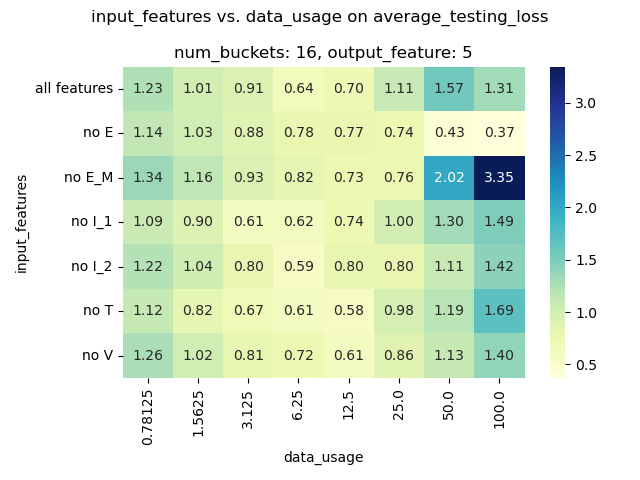 input_features vs. data_usage on average_testing_loss
num_buckets: 16, output_feature: 5
all features 1.23 1.01 0.91 0.64 0.70 1.11 1.57 1.31
no E 1.14 1.03 0.88 0.78 0.77 0.74 0.43 0.37
no E_M 1.34 1.16 0.93 0.82 0.73 0.76 2.02 3.35
no I_1 1.09 0.90 0.61 0.62 0.74 1.00 1.30 1.49
no I_2 1.22 1.04 0.80 0.59 0.80 0.80 1.11 1.42
no T 1.12 0.82 0.67 0.61 0.58 0.98 1.19 1.69
no V 1.26 1.02 0.81 0.72 0.61 0.86 1.13 1.40
0.78125 1.5625 3.125 6.25 12.5 25.0 50.0 100.0
data_usage
input_features
3.0
2.5
2.0
1.5
1.0
0.5